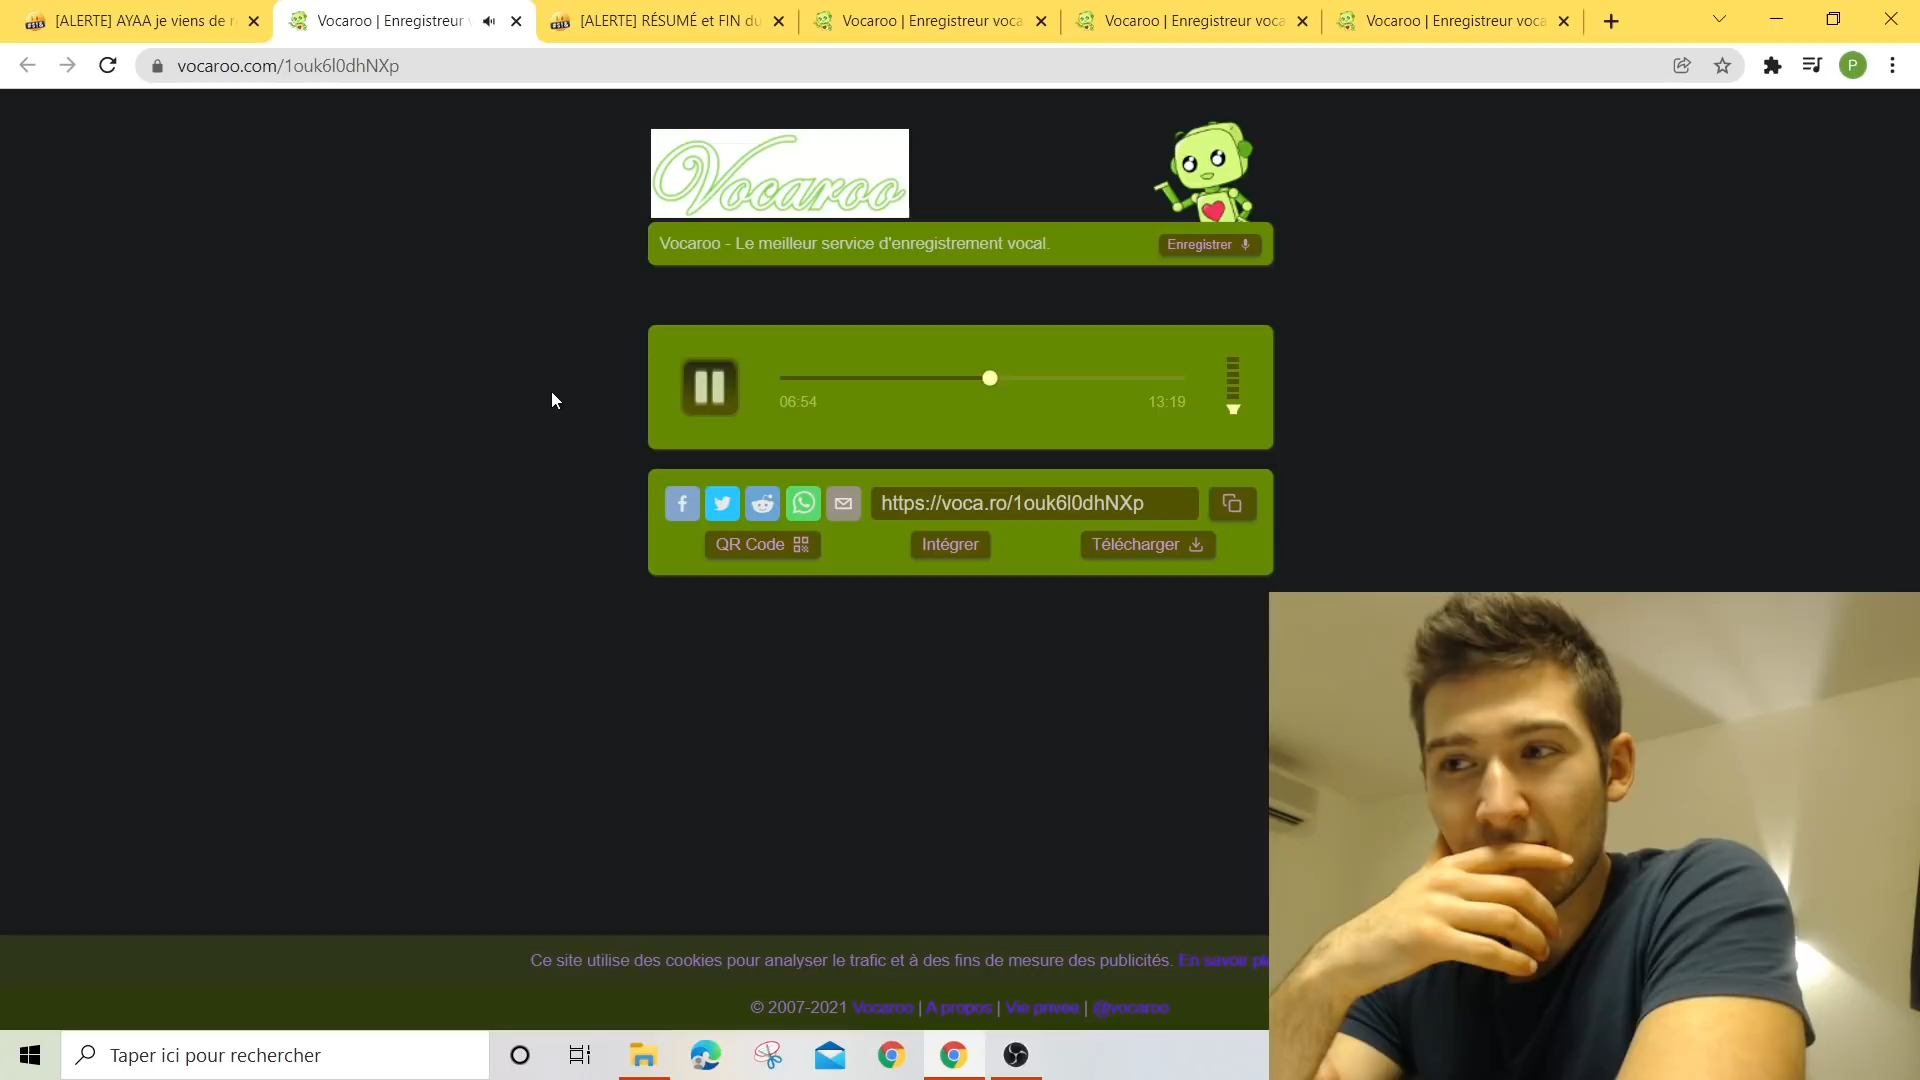 [ALERTE] AYAA je viens de r
Vocaroo | Enregistreur v
[ALERTE] RÉSUMÉ et FIN du
Vocaroo | Enregistreur voca
Vocaroo | Enregistreur voca
Vocaroo | Enregistreur voca
vocaroo.com/1ouk6l0dhNXp
P
Vocaroo
Vocaroo - Le meilleur service d'enregistrement vocal.
Enregistrer
06:54
13:19
https://voca.ro/1ouk6l0dhNXp
QR Code
Intégrer
Télécharger
Ce site utilise des cookies pour analyser le trafic et à des fins de mesure des publicités. En savoir pl
© 2007-2021 Vocaroo | A propos | Vie privée | @vocaroo
Taper ici pour rechercher